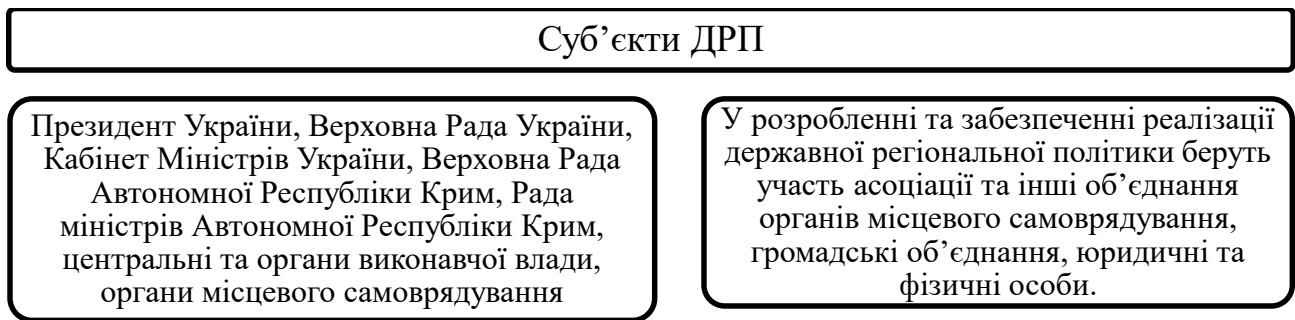 Суб’єкти ДРП
Президент України, Верховна Рада України,
Кабінет Міністрів України, Верховна Рада
Автономної Республіки Крим, Рада
міністрів Автономної Республіки Крим,
центральні та органи виконавчої влади,
органи місцевого самоврядування
У розробленні та забезпеченні реалізації
державної регіональної політики беруть
участь асоціації та інші об’єднання
органів місцевого самоврядування,
громадські об’єднання, юридичні та
фізичні особи.